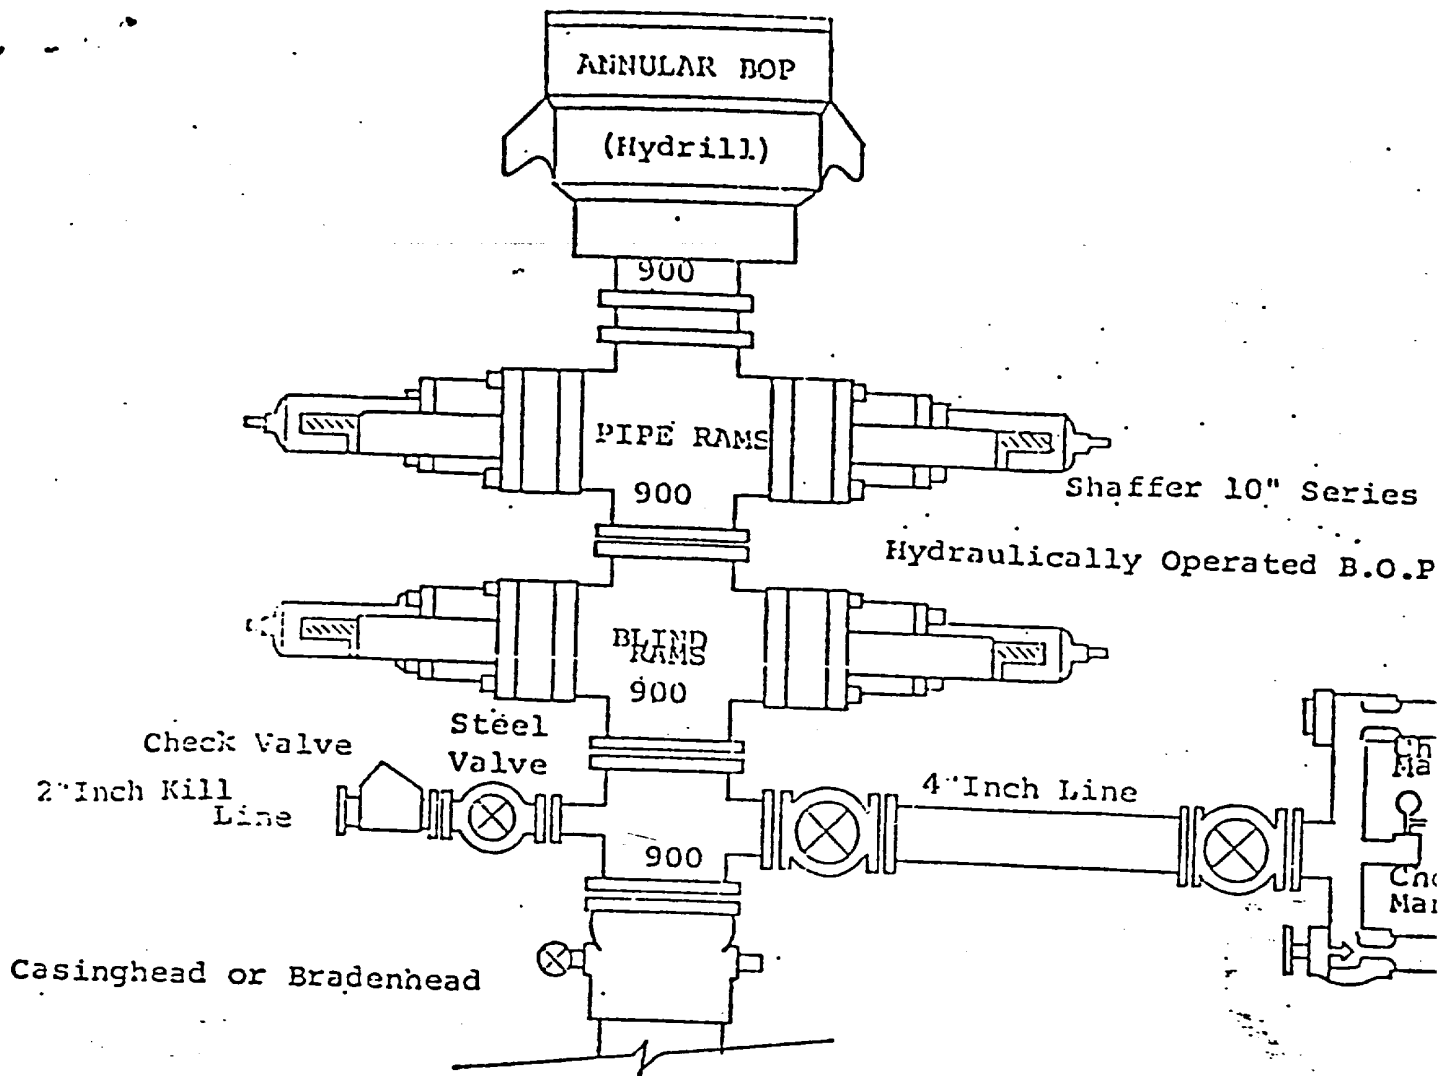 ANNULAR BOP
(Hydrill)
900
PIPE RAMS
900
Shaffer 10" Series
Hydraulically Operated B.O.P
BLIND
RAMS
900
Check Valve
Steel
Valve
2"Inch Kill
Line
4"Inch Line
900
Casinghead or Bradenhead